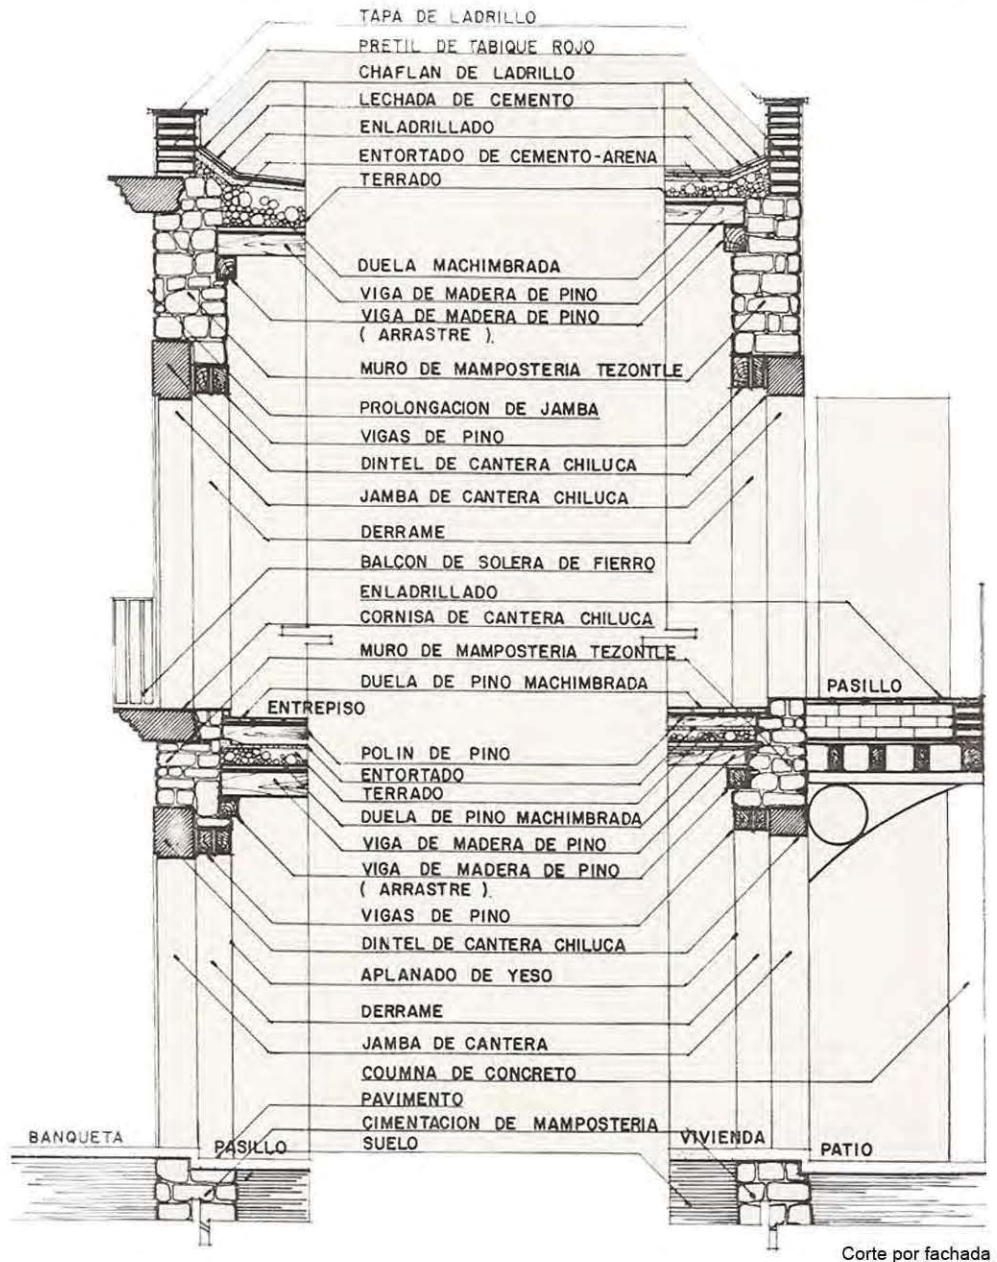 TAPA DE LADRILLO
PRETIL DE TABIQUE ROJO
CHAFLAN DE LADRILLO
LECHADA DE CEMENTO
ENLADRILLADO
ENTORTADO DE CEMENTO-ARENA
TERRADO
DUELA MACHIMBRADA
VIGA DE MADERA DE PINO
VIGA DE MADERA DE PINO
( ARRASTRE ).
MURO DE MAMPOSTERIA TEZONTLE
PROLONGACION DE JAMBA
VIGAS DE PINO
DINTEL DE CANTERA CHILUCA
JAMBA DE CANTERA CHILUCA
DERRAME
BALCON DE SOLERA DE FIERRO
ENLADRILLADO
CORNISA DE CANTERA CHILUCA
MURO DE MAMPOSTERIA TEZONTLE
DUELA DE PINO MACHIMBRADA
PASILLO
ENTREPISO
POLIN DE PINO
ENTORTADO
TERRADO
DUELA DE PINO MACHIMBRADA
VIGA DE MADERA DE PINO
VIGA DE MADERA DE PINO
( ARRASTRE ).
VIGAS DE PINO
DINTEL DE CANTERA CHILUCA
APLANADO DE YESO
DERRAME
JAMBA DE CANTERA
COUMNA DE CONCRETO
PAVIMENTO
CIMENTACION DE MAMPOSTERIA
SUELO
BANQUETA
PASILLO
VIVIENDA
PATIO
Corte por fachada